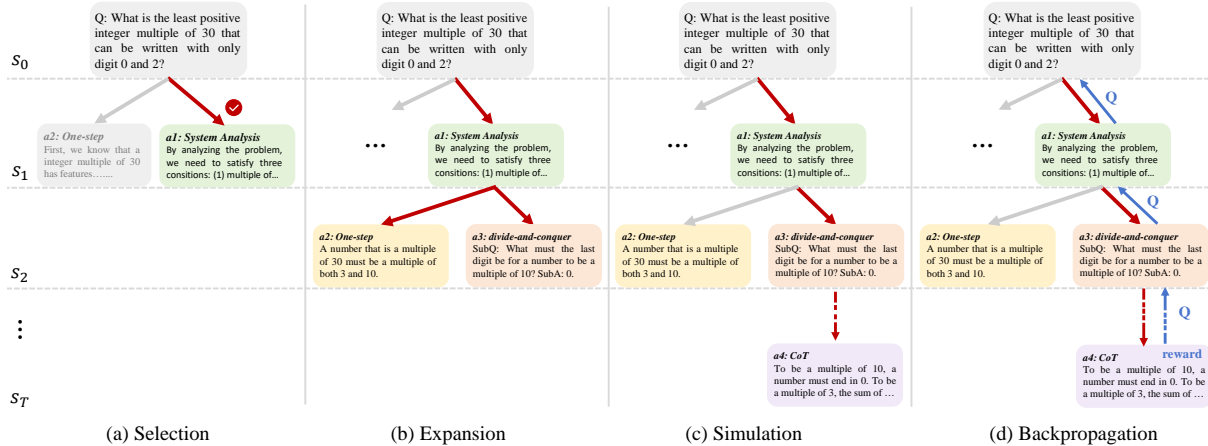 Q: What is the least positive
integer multiple of 30 that
can be written with only
digit 0 and 2?
a2: One-step
First, we know that a
integer multiple of 30
has features…....
a1: System Analysis
By analyzing the problem,
we need to satisfy three
consitions: (1) multiple of...
(a) Selection
Q: What is the least positive
integer multiple of 30 that
can be written with only
digit 0 and 2?
...
a1: System Analysis
By analyzing the problem,
we need to satisfy three
consitions: (1) multiple of...
a2: One-step
A number that is a multiple
of 30 must be a multiple of
both 3 and 10.
a3: divide-and-conquer
SubQ: What must the last
digit be for a number to be a
multiple of 10? SubA: 0.
(b) Expansion
Q: What is the least positive
integer multiple of 30 that
can be written with only
digit 0 and 2?
...
a1: System Analysis
By analyzing the problem,
we need to satisfy three
consitions: (1) multiple of...
a2: One-step
A number that is a multiple
of 30 must be a multiple of
both 3 and 10.
a3: divide-and-conquer
SubQ: What must the last
digit be for a number to be a
multiple of 10? SubA: 0.
a4: CoT
To be a multiple of 10, a
number must end in 0. To be
a multiple of 3, the sum of …
(c) Simulation
Q: What is the least positive
integer multiple of 30 that
can be written with only
digit 0 and 2?
Q
...
a1: System Analysis
By analyzing the problem,
we need to satisfy three
consitions: (1) multiple of...
Q
a2: One-step
A number that is a multiple
of 30 must be a multiple of
both 3 and 10.
a3: divide-and-conquer
SubQ: What must the last
digit be for a number to be a
multiple of 10? SubA: 0.
Q
reward
a4: CoT
To be a multiple of 10, a
number must end in 0. To be
a multiple of 3, the sum of …
(d) Backpropagation
s0
s1
s2
⋮
sT